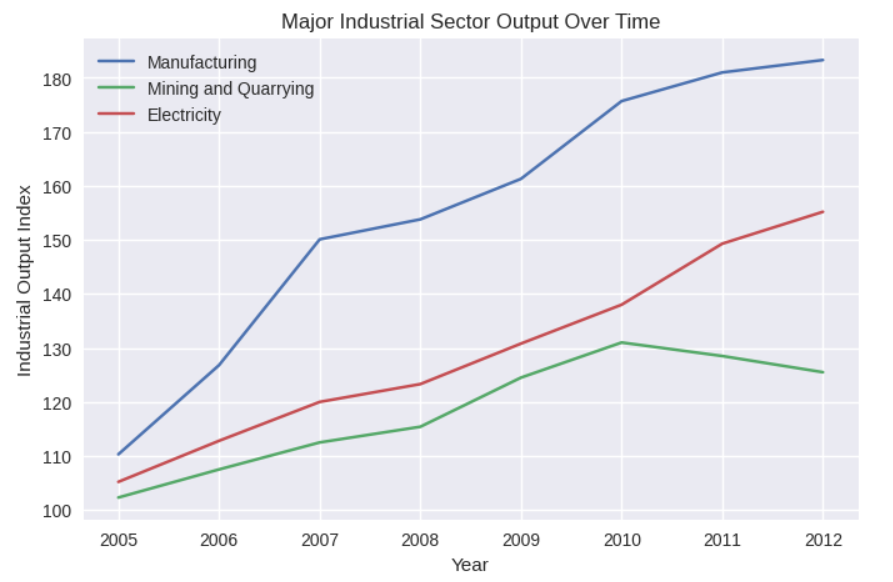 Major Industrial Sector Output Over Time
Manufacturing
Mining and Quarrying
Electricity
Industrial Output Index
180
170
160
150
140
130
120
110
100
2005 2006 2007 2008 2009 2010 2011 2012
Year